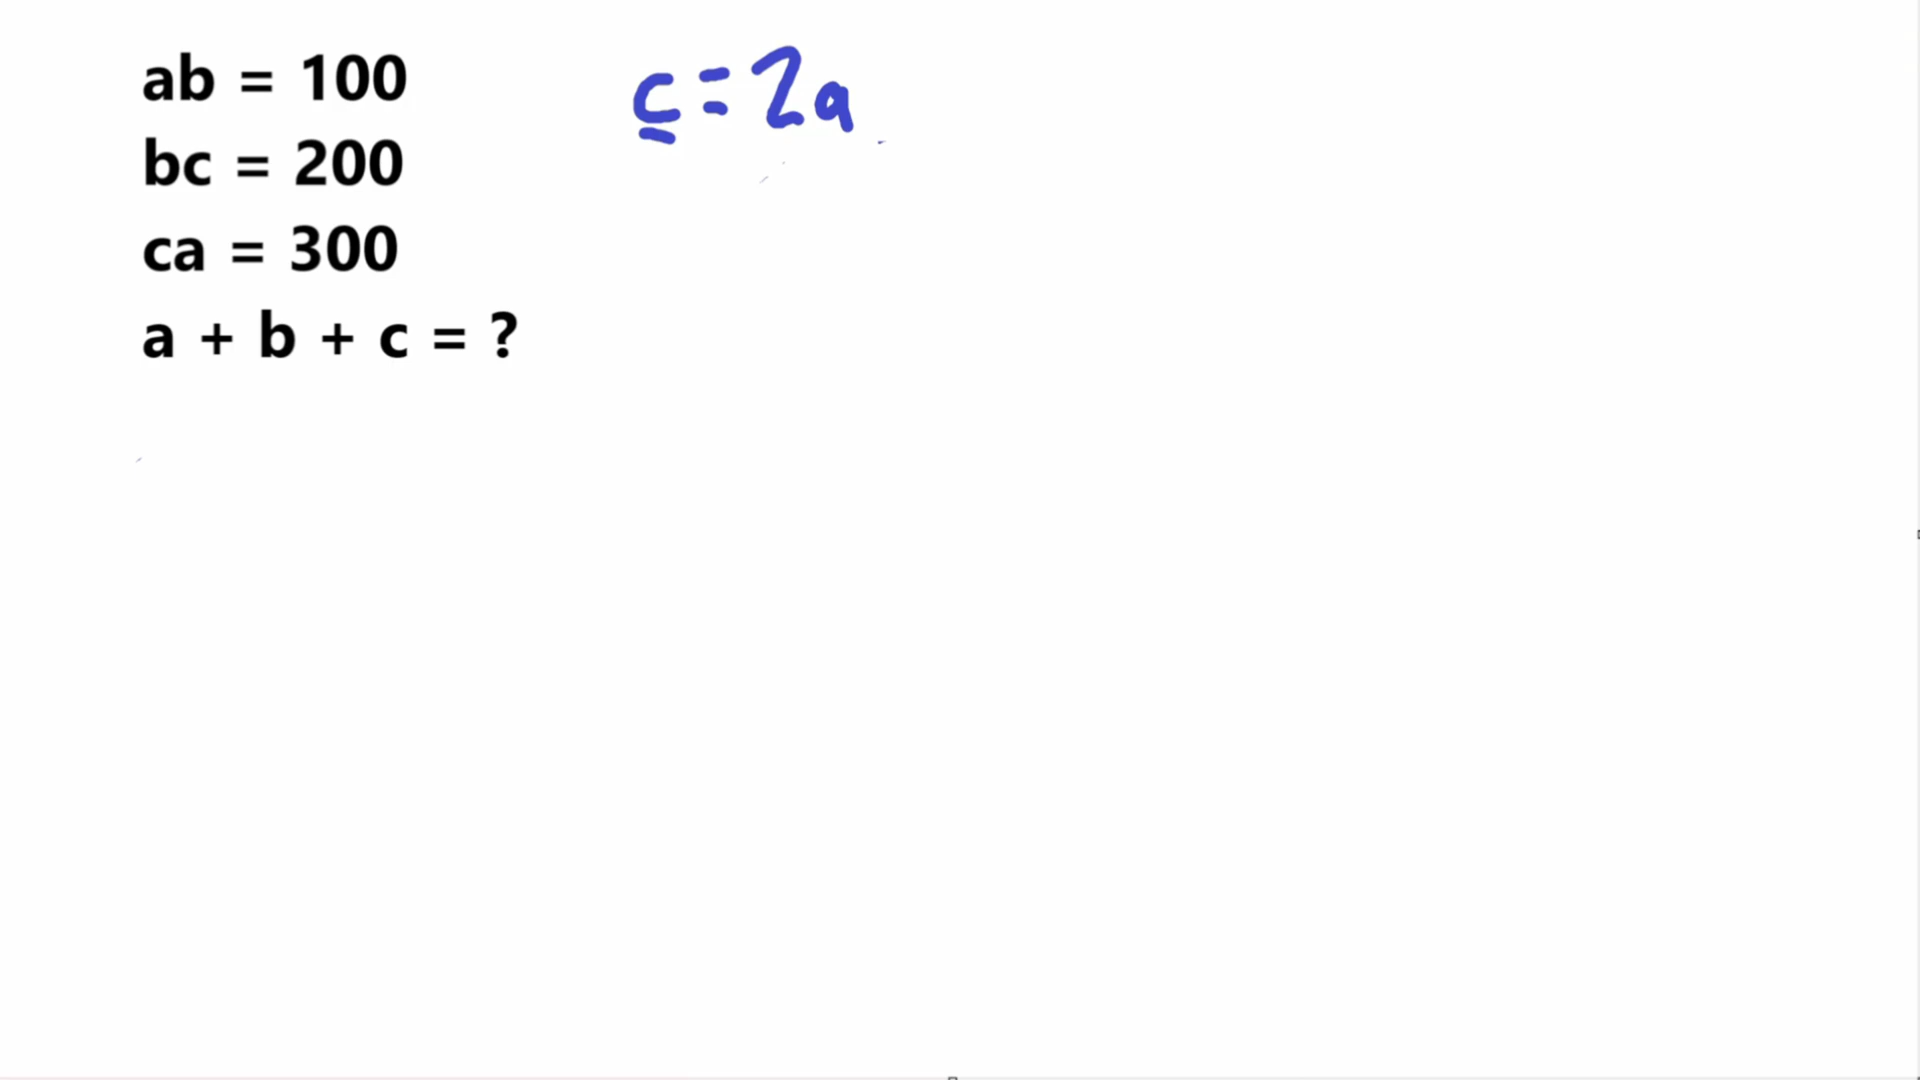 ab = 100
c = 2a
bc = 200
ca = 300
a + b + c = ?